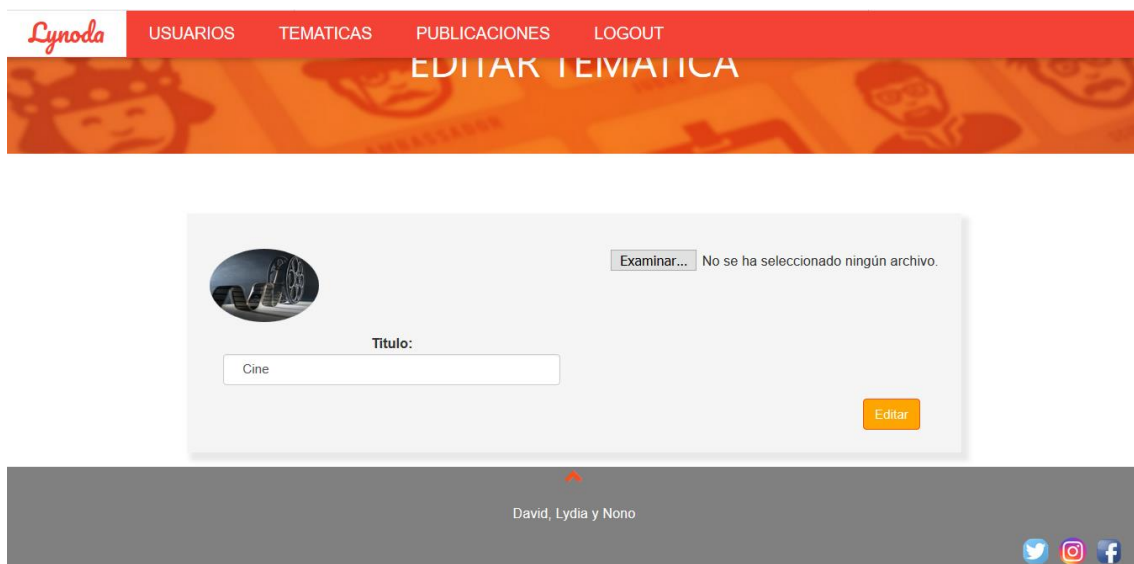 Lynoda USUARIOS TEMATICAS PUBLICACIONES LOGOUT
EDITAR TEMATICA
AMBASSADOR
Examinar... No se ha seleccionado ningún archivo.
Titulo:
Cine
Editar
David, Lydia y Nono